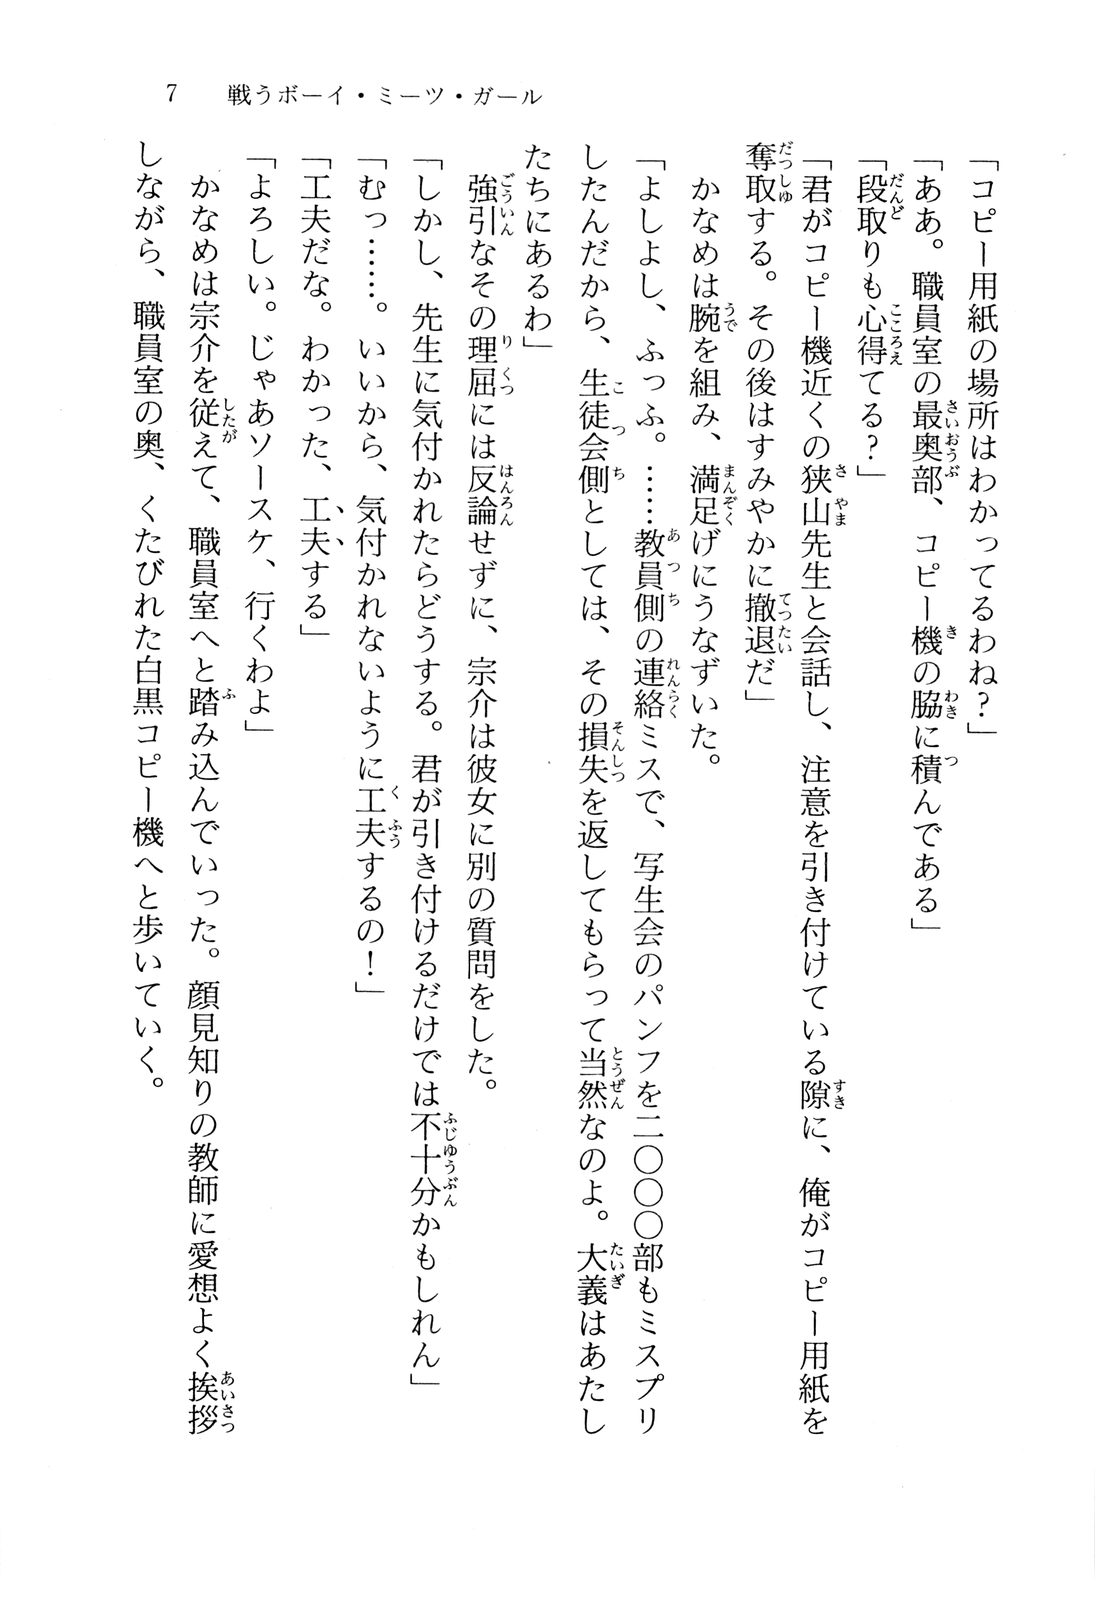 7　戦うボーイ・ミーツ・ガール
「コピー用紙の場所はわかってるわね？」
「ああ。職員室の最奥部、コピー機の脇に積んである」
「段取りも心得てる？」
「君がコピー機近くの狭山先生と会話し、注意を引き付けている隙に、俺がコピー用紙を
奪取する。その後はすみやかに撤退だ」
　かなめは腕を組み、満足げにうなずいた。
「よしよし、ふっふ。……教員側の連絡ミスで、写生会のパンフを二〇〇〇部もミスプリ
したんだから、生徒会側としては、その損失を返してもらって当然なのよ。大義はあたし
たちにあるわ」
　強引なその理屈には反論せずに、宗介は彼女に別の質問をした。
「しかし、先生に気付かれたらどうする。君が引き付けるだけでは不十分かもしれん」
「むっ……。いいから、気付かれないように工夫するの！」
「工夫だな。わかった、工夫する」
「よろしい。じゃあソースケ、行くわよ」
　かなめは宗介を従えて、職員室へと踏み込んでいった。顔見知りの教師に愛想よく挨拶
しながら、職員室の奥、くたびれた白黒コピー機へと歩いていく。